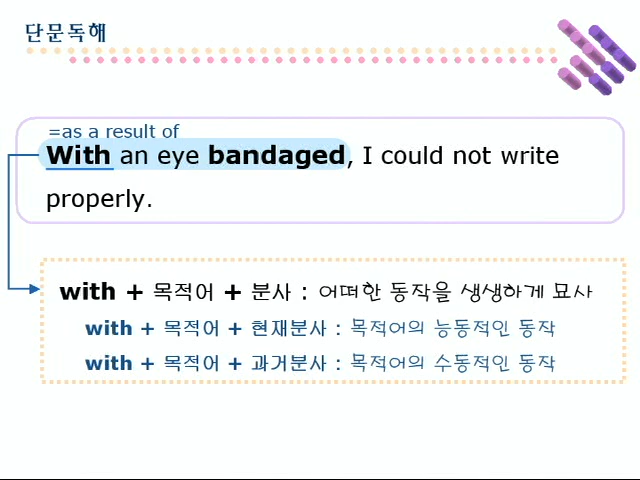 단문독해
=as a result of
With an eye bandaged, I could not write
properly.
with + 목적어 + 분사 : 어떠한 동작을 생생하게 묘사
with + 목적어 + 현재분사 : 목적어의 능동적인 동작
with + 목적어 + 과거분사 : 목적어의 수동적인 동작